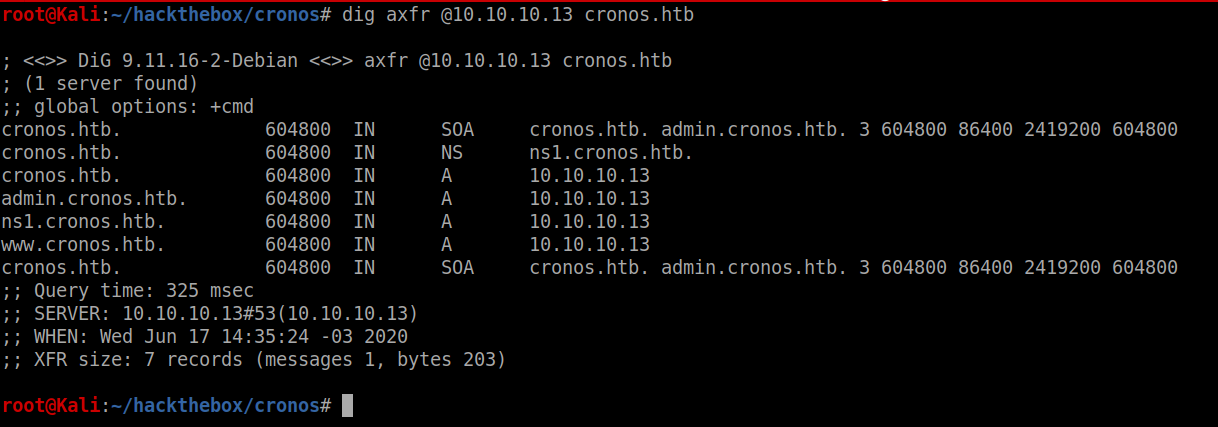 root@Kali:~/hackthebox/cronos# dig axfr @10.10.10.13 cronos.htb
; <<>> DiG 9.11.16-2-Debian <<>> axfr @10.10.10.13 cronos.htb
; (1 server found)
;; global options: +cmd
cronos.htb. 604800 IN SOA cronos.htb. admin.cronos.htb. 3 604800 86400 2419200 604800
cronos.htb. 604800 IN NS ns1.cronos.htb.
cronos.htb. 604800 IN A 10.10.10.13
admin.cronos.htb. 604800 IN A 10.10.10.13
ns1.cronos.htb. 604800 IN A 10.10.10.13
www.cronos.htb. 604800 IN A 10.10.10.13
cronos.htb. 604800 IN SOA cronos.htb. admin.cronos.htb. 3 604800 86400 2419200 604800
;; Query time: 325 msec
;; SERVER: 10.10.10.13#53(10.10.10.13)
;; WHEN: Wed Jun 17 14:35:24 -03 2020
;; XFR size: 7 records (messages 1, bytes 203)
root@Kali:~/hackthebox/cronos#